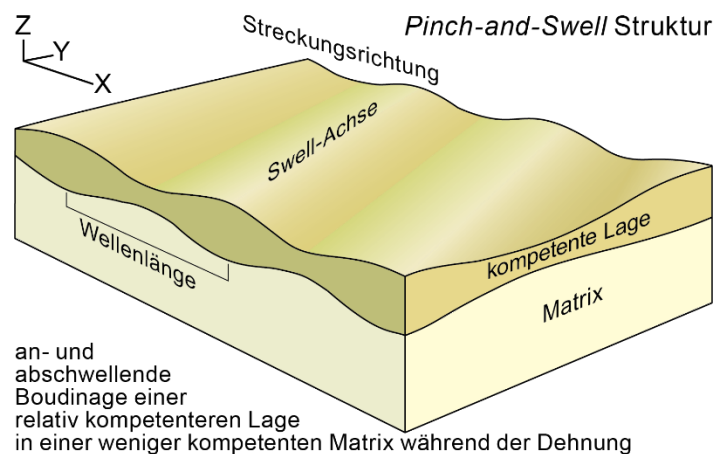 Z
Y
X
Pinch-and-Swell Struktur
Streckungsrichtung
Swell-Achse
Wellenlänge
kompetente Lage
Matrix
an- und
abschwellende
Boudinage einer
relativ kompetenteren Lage
in einer weniger kompetenten Matrix während der Dehnung